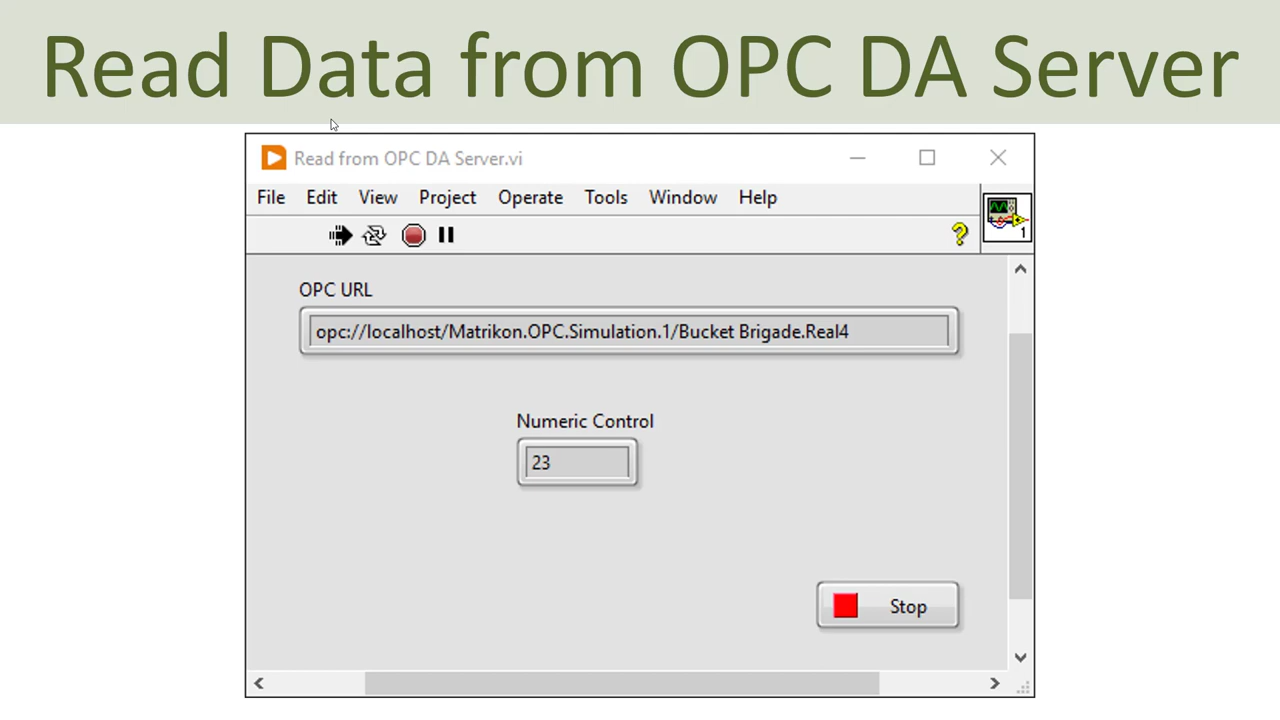 Read Data from OPC DA Server
Read from OPC DA Server.vi
File Edit View Project Operate Tools Window Help
?
1
OPC URL
opc://localhost/Matrikon.OPC.Simulation.1/Bucket Brigade.Real4
Numeric Control
23
Stop